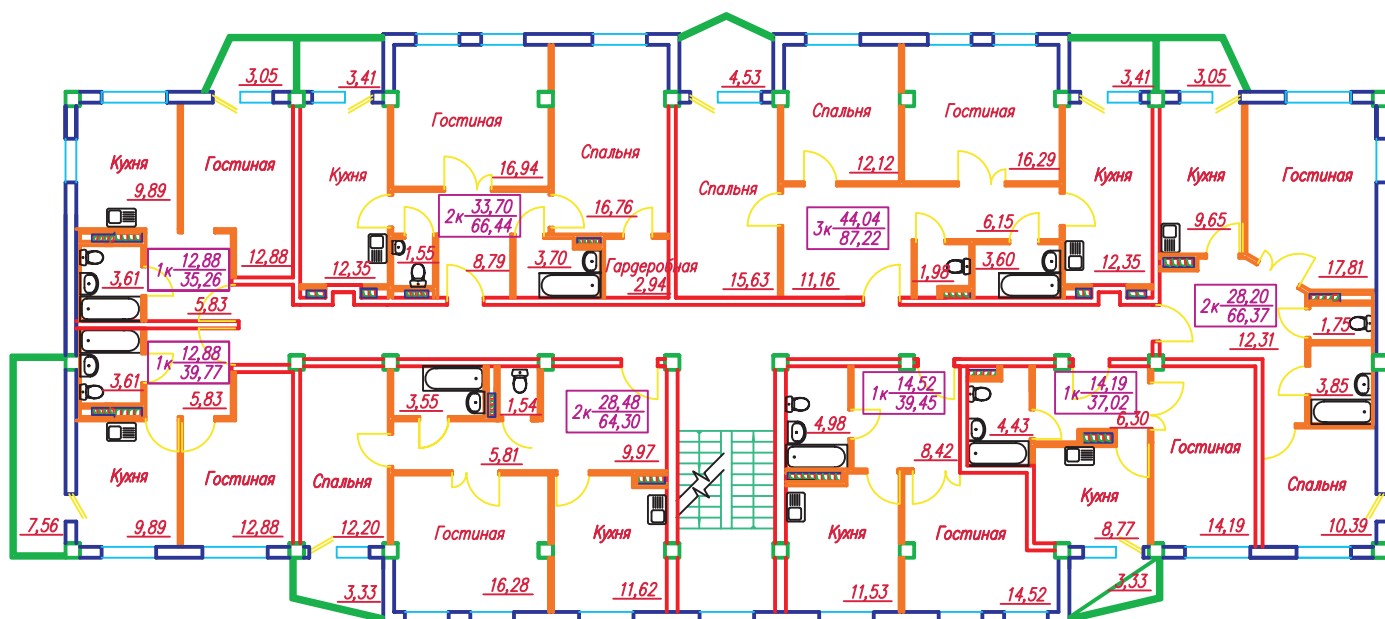 3,05
3,41
4,53
3,41
3,05
Гостиная
Спальня
Гостиная
Кухня
Гостиная
Кухня
Спальня
Спальня
Кухня
Кухня
Гостиная
9,89
16,94
12,12
16,29
16,76
2к 33,70
66,44
3к 44,04
87,22
6,15
9,65
1к 12,88
35,26
12,88
3,61
5,83
12,35
1,55
8,79
3,70
Гардеробная
2,94
15,63
11,16
1,98
3,60
12,35
17,81
2к 28,20
66,37
12,31
1,75
1к 12,88
39,77
3,61
5,83
3,55
1,54
2к 28,48
64,30
1к 14,52
39,45
1к 14,19
37,02
3,85
5,81
9,97
4,98
8,42
4,43
6,30
Кухня
Гостиная
Спальня
Гостиная
Спальня
Гостиная
Кухня
Кухня
Гостиная
Кухня
7,56
9,89
12,88
12,20
8,77
14,19
10,39
3,33
16,28
11,62
11,53
14,52
3,33